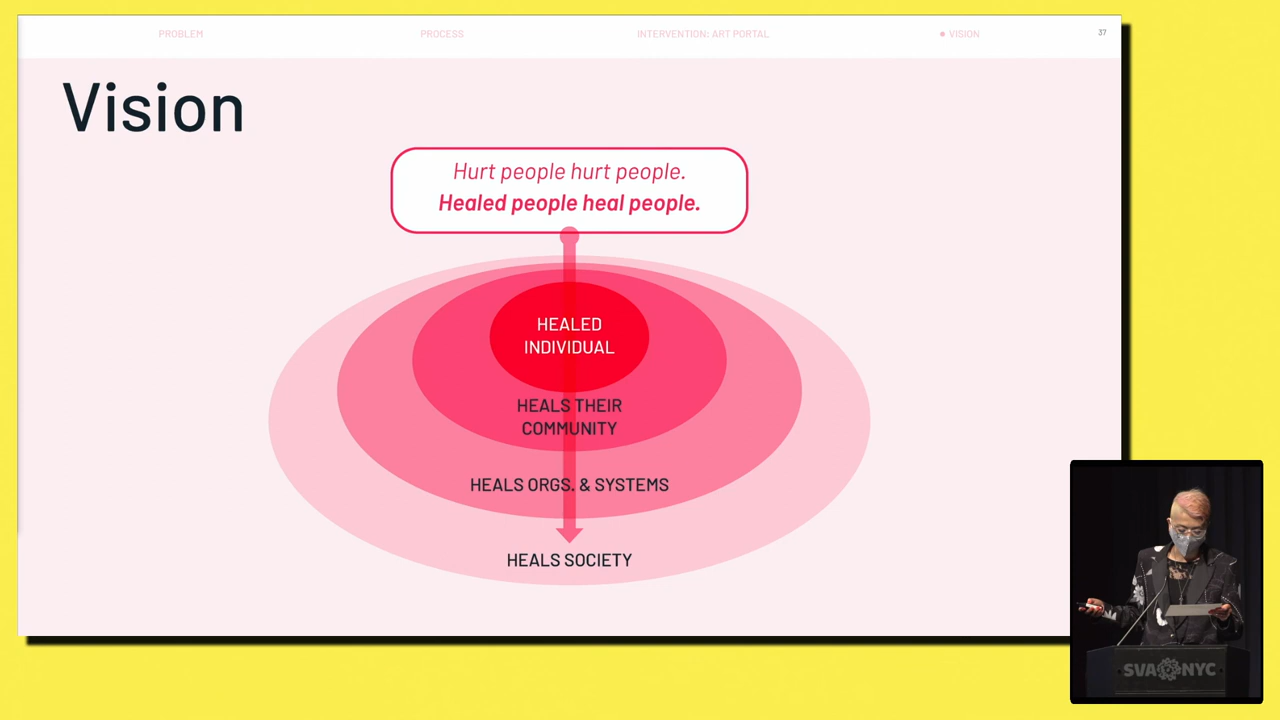 PROBLEM
PROCESS
INTERVENTION: ART PORTAL
VISION
37
Vision
Hurt people hurt people.
Healed people heal people.
HEALED
INDIVIDUAL
HEALS THEIR
COMMUNITY
HEALS ORGS. & SYSTEMS
HEALS SOCIETY
SVA NYC